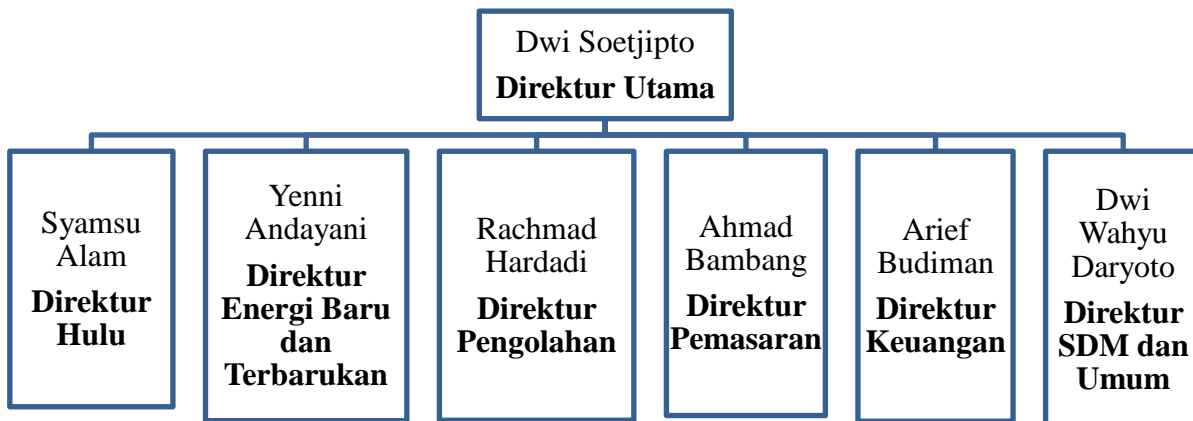 Dwi Soetjipto
Direktur Utama
Syamsu
Alam
Direktur
Hulu
Yenni
Andayani
Direktur
Energi Baru
dan
Terbarukan
Rachmad
Hardadi
Direktur
Pengolahan
Ahmad
Bambang
Direktur
Pemasaran
Arief
Budiman
Direktur
Keuangan
Dwi
Wahyu
Daryoto
Direktur
SDM dan
Umum